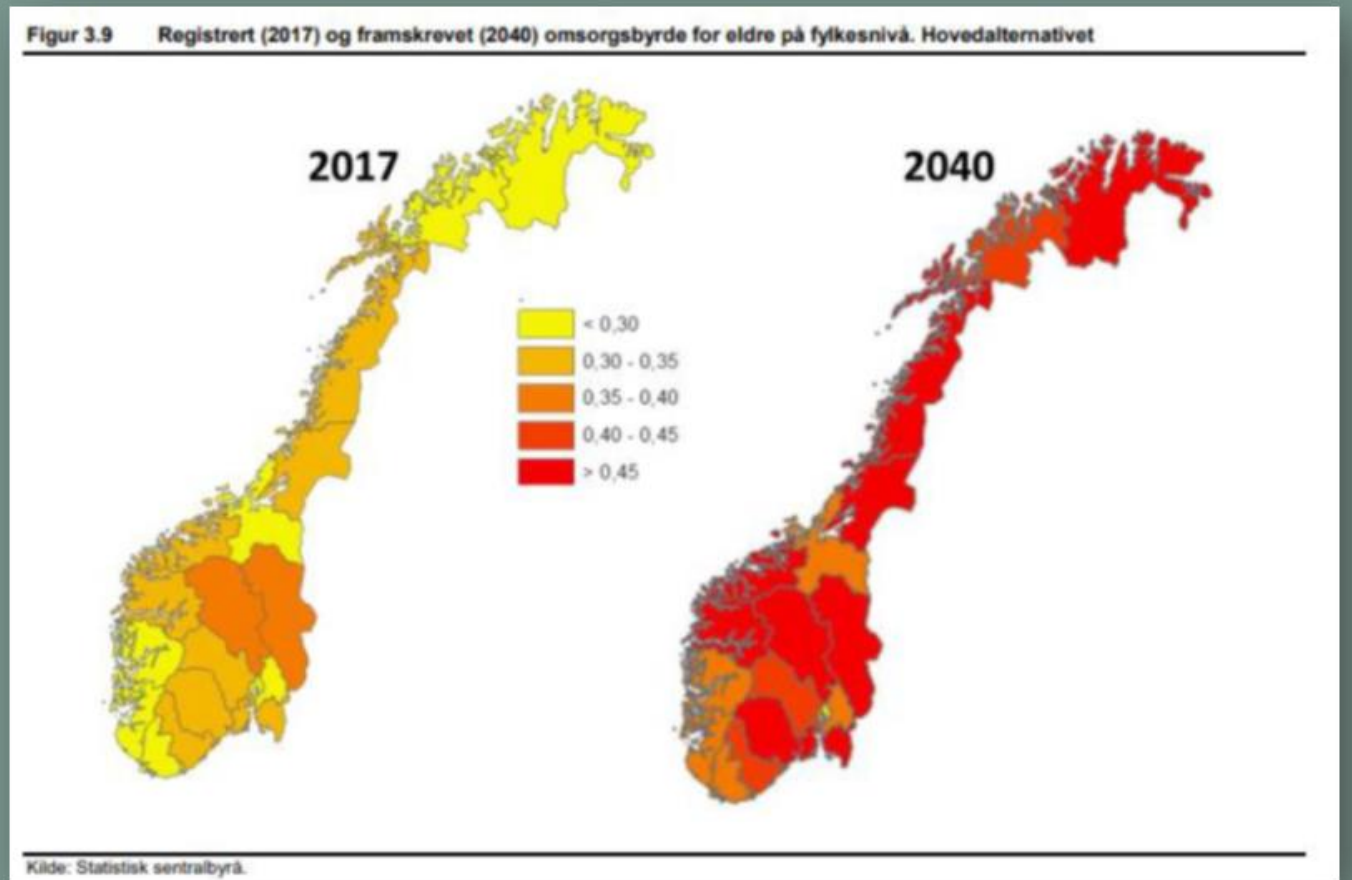 Figur 3.9 Registrert (2017) og framskrevet (2040) omsorgsbyrde for eldre på fylkesnivå. Hovedalternativet
2017
2040
< 0,30
0,30 - 0,35
0,35 - 0,40
0,40 - 0,45
> 0,45
Kilde: Statistisk sentralbyrå.